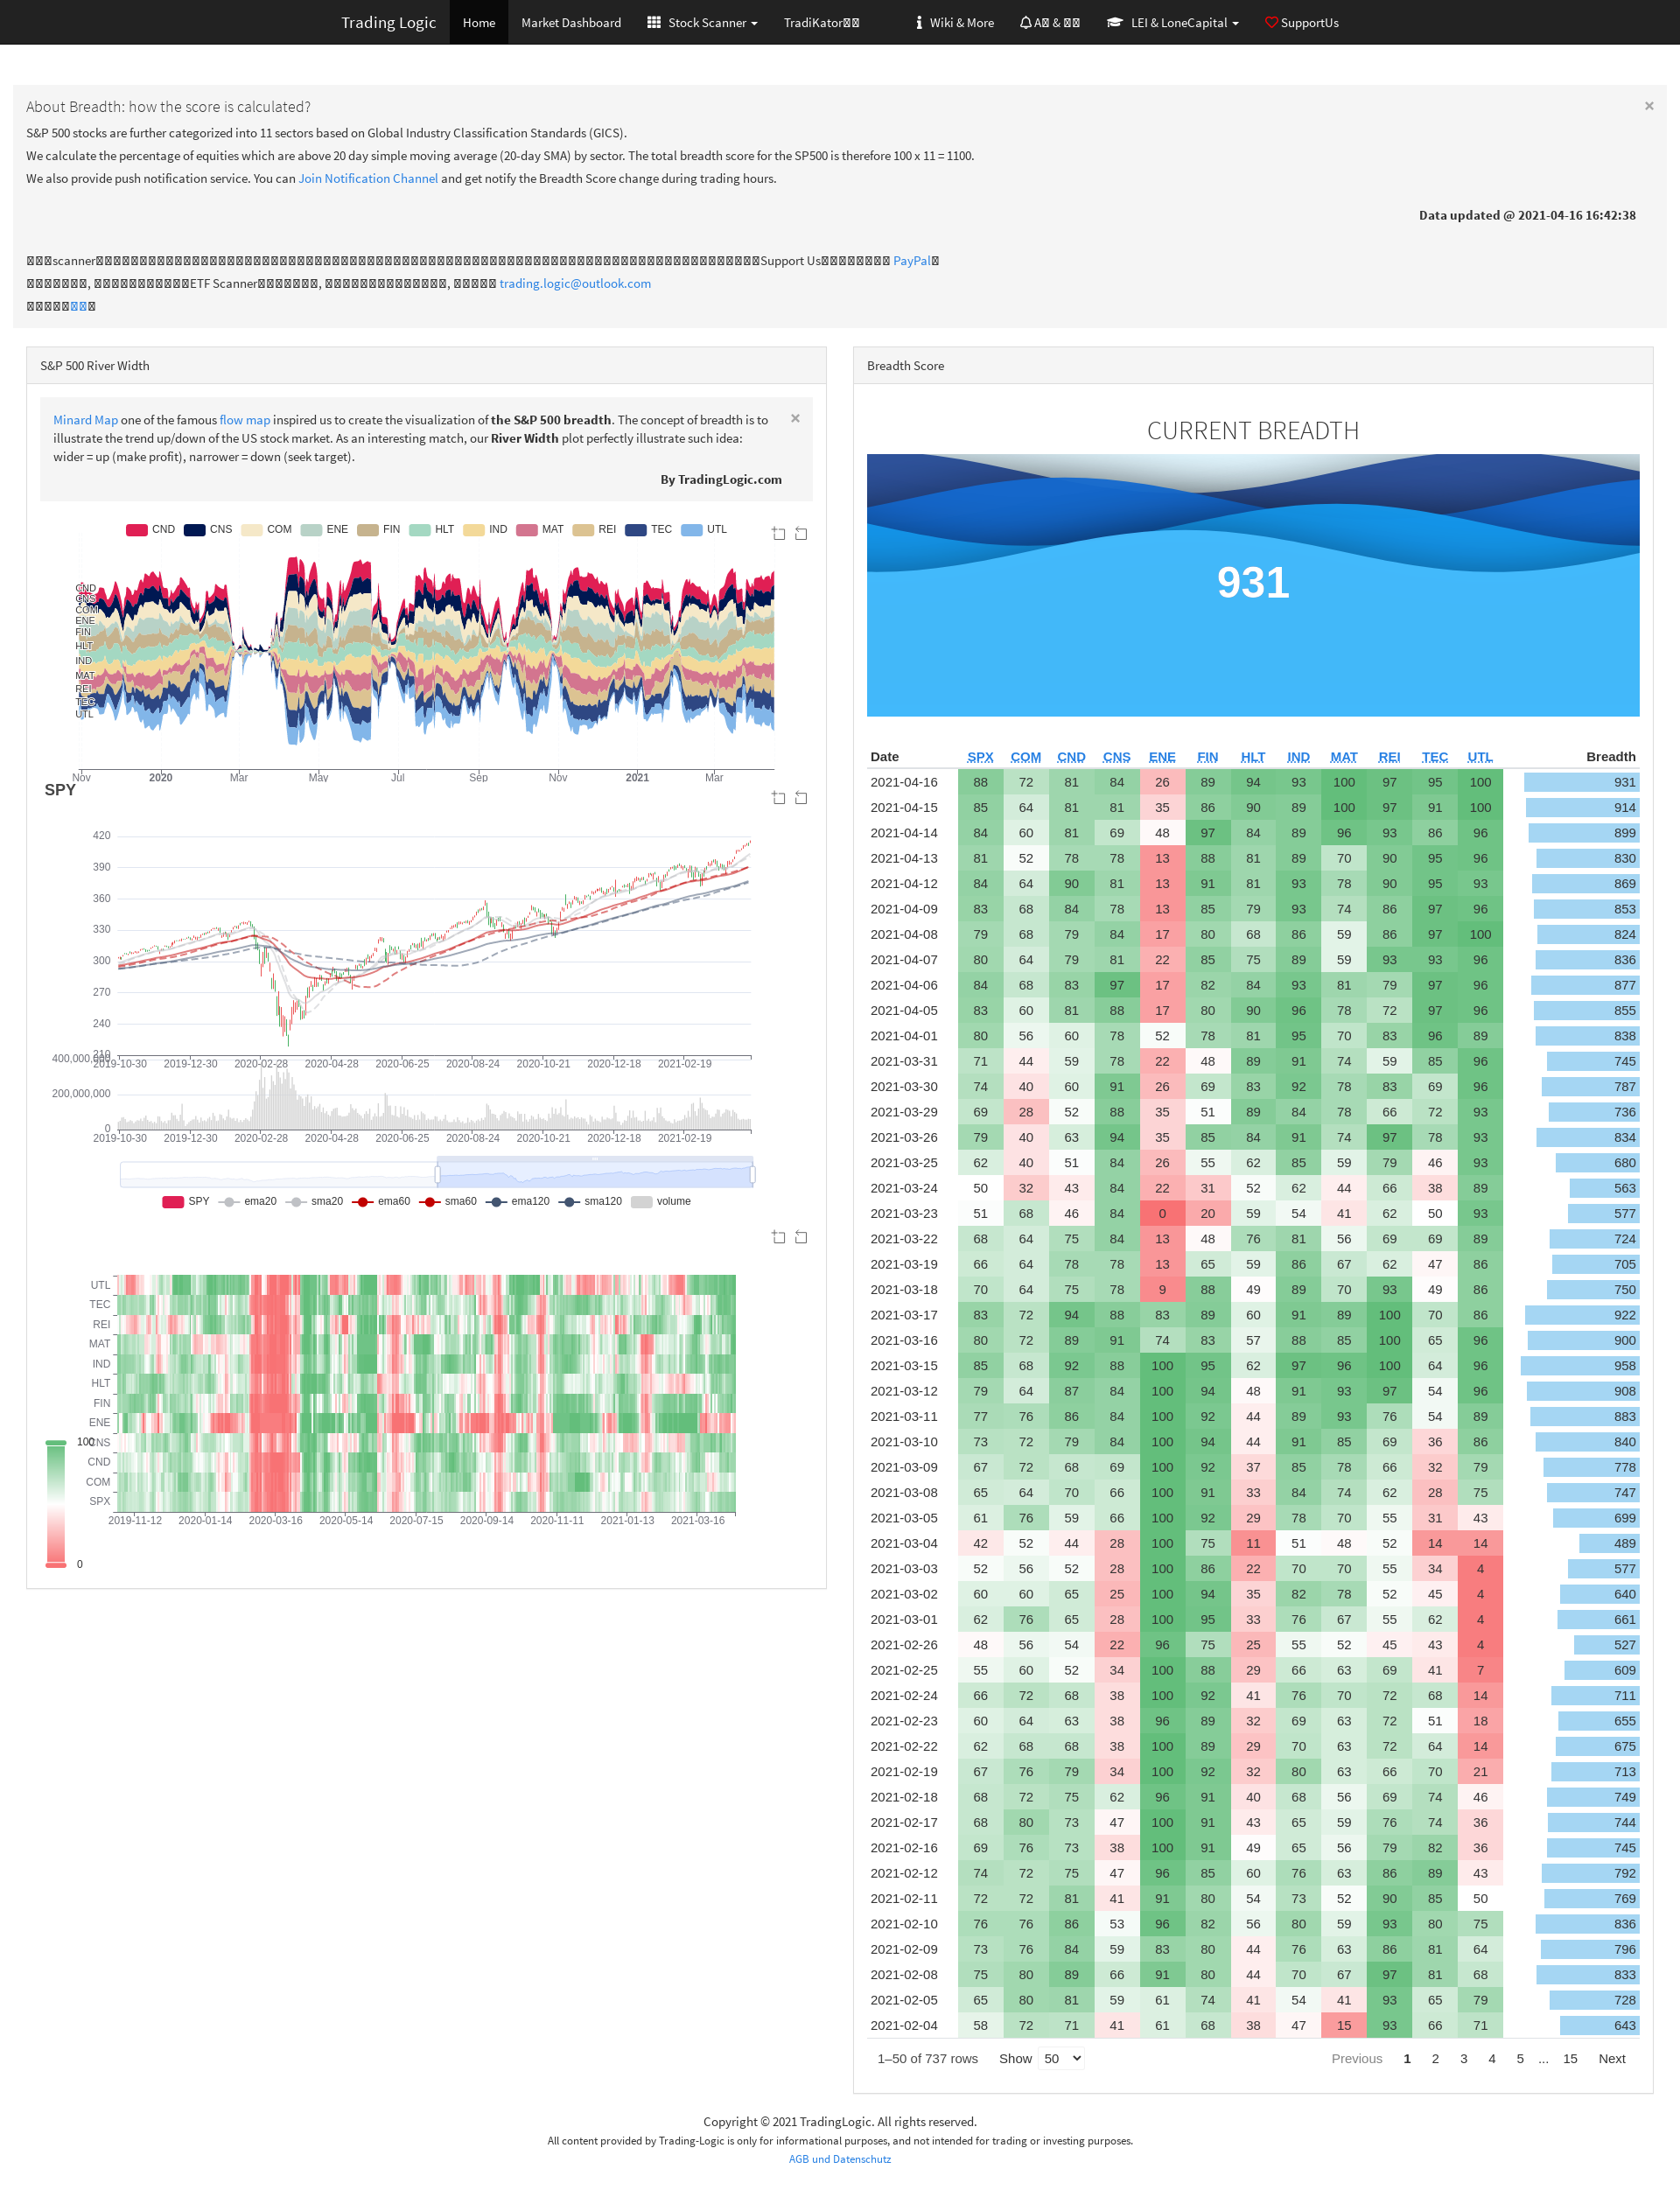 Trading Logic Home Market Dashboard Stock Scanner TradiKator Wiki & More A & LEI & LoneCapital SupportUs
About Breadth: how the score is calculated?
×
S&P 500 stocks are further categorized into 11 sectors based on Global Industry Classification Standards (GICS).
We calculate the percentage of equities which are above 20 day simple moving average (20-day SMA) by sector. The total breadth score for the SP500 is therefore 100 x 11 = 1100.
We also provide push notification service. You can Join Notification Channel and get notify the Breadth Score change during trading hours.
Data updated @ 2021-04-16 16:42:38
scanner Support Us PayPal
, ETF Scanner , , trading.logic@outlook.com
S&P 500 River Width
Minard Map one of the famous flow map inspired us to create the visualization of the S&P 500 breadth. The concept of breadth is to
illustrate the trend up/down of the US stock market. As an interesting match, our River Width plot perfectly illustrate such idea:
wider = up (make profit), narrower = down (seek target).
×
By TradingLogic.com
CND CNS COM ENE FIN HLT IND MAT REI TEC UTL
CND
CNS
COM
ENE
FIN
HLT
IND
MAT
REI
TEC
UTL
Nov 2020 Mar May Jul Sep Nov 2021 Mar
SPY
420
390
360
330
300
270
240
210
2019-10-30 2019-12-30 2020-02-28 2020-04-28 2020-06-25 2020-08-24 2020-10-21 2020-12-18 2021-02-19
400,000,000
200,000,000
0
2019-10-30 2019-12-30 2020-02-28 2020-04-28 2020-06-25 2020-08-24 2020-10-21 2020-12-18 2021-02-19
SPY ema20 sma20 ema60 sma60 ema120 sma120 volume
UTL
TEC
REI
MAT
IND
HLT
FIN
ENE
CNS
CND
COM
SPX
2019-11-12 2020-01-14 2020-03-16 2020-05-14 2020-07-15 2020-09-14 2020-11-11 2021-01-13 2021-03-16
100
0
Breadth Score
CURRENT BREADTH
931
Date SPX COM CND CNS ENE FIN HLT IND MAT REI TEC UTL Breadth
2021-04-16 88 72 81 84 26 89 94 93 100 97 95 100 931
2021-04-15 85 64 81 81 35 86 90 89 100 97 91 100 914
2021-04-14 84 60 81 69 48 97 84 89 96 93 86 96 899
2021-04-13 81 52 78 78 13 88 81 89 70 90 95 96 830
2021-04-12 84 64 90 81 13 91 81 93 78 90 95 93 869
2021-04-09 83 68 84 78 13 85 79 93 74 86 97 96 853
2021-04-08 79 68 79 84 17 80 68 86 59 86 97 100 824
2021-04-07 80 64 79 81 22 85 75 89 59 93 93 96 836
2021-04-06 84 68 83 97 17 82 84 93 81 79 97 96 877
2021-04-05 83 60 81 88 17 80 90 96 78 72 97 96 855
2021-04-01 80 56 60 78 52 78 81 95 70 83 96 89 838
2021-03-31 71 44 59 78 22 48 89 91 74 59 85 96 745
2021-03-30 74 40 60 91 26 69 83 92 78 83 69 96 787
2021-03-29 69 28 52 88 35 51 89 84 78 66 72 93 736
2021-03-26 79 40 63 94 35 85 84 91 74 97 78 93 834
2021-03-25 62 40 51 84 26 55 62 85 59 79 46 93 680
2021-03-24 50 32 43 84 22 31 52 62 44 66 38 89 563
2021-03-23 51 68 46 84 0 20 59 54 41 62 50 93 577
2021-03-22 68 64 75 84 13 48 76 81 56 69 69 89 724
2021-03-19 66 64 78 78 13 65 59 86 67 62 47 86 705
2021-03-18 70 64 75 78 9 88 49 89 70 93 49 86 750
2021-03-17 83 72 94 88 83 89 60 91 89 100 70 86 922
2021-03-16 80 72 89 91 74 83 57 88 85 100 65 96 900
2021-03-15 85 68 92 88 100 95 62 97 96 100 64 96 958
2021-03-12 79 64 87 84 100 94 48 91 93 97 54 96 908
2021-03-11 77 76 86 84 100 92 44 89 93 76 54 89 883
2021-03-10 73 72 79 84 100 94 44 91 85 69 36 86 840
2021-03-09 67 72 68 69 100 92 37 85 78 66 32 79 778
2021-03-08 65 64 70 66 100 91 33 84 74 62 28 75 747
2021-03-05 61 76 59 66 100 92 29 78 70 55 31 43 699
2021-03-04 42 52 44 28 100 75 11 51 48 52 14 14 489
2021-03-03 52 56 52 28 100 86 22 70 70 55 34 4 577
2021-03-02 60 60 65 25 100 94 35 82 78 52 45 4 640
2021-03-01 62 76 65 28 100 95 33 76 67 55 62 4 661
2021-02-26 48 56 54 22 96 75 25 55 52 45 43 4 527
2021-02-25 55 60 52 34 100 88 29 66 63 69 41 7 609
2021-02-24 66 72 68 38 100 92 41 76 70 72 68 14 711
2021-02-23 60 64 63 38 96 89 32 69 63 72 51 18 655
2021-02-22 62 68 68 38 100 89 29 70 63 72 64 14 675
2021-02-19 67 76 79 34 100 92 32 80 63 66 70 21 713
2021-02-18 68 72 75 62 96 91 40 68 56 69 74 46 749
2021-02-17 68 80 73 47 100 91 43 65 59 76 74 36 744
2021-02-16 69 76 73 38 100 91 49 65 56 79 82 36 745
2021-02-12 74 72 75 47 96 85 60 76 63 86 89 43 792
2021-02-11 72 72 81 41 91 80 54 73 52 90 85 50 769
2021-02-10 76 76 86 53 96 82 56 80 59 93 80 75 836
2021-02-09 73 76 84 59 83 80 44 76 63 86 81 64 796
2021-02-08 75 80 89 66 91 80 44 70 67 97 81 68 833
2021-02-05 65 80 81 59 61 74 41 54 41 93 65 79 728
2021-02-04 58 72 71 41 61 68 38 47 15 93 66 71 643
1–50 of 737 rows Show 50 Previous 1 2 3 4 5 ... 15 Next
Copyright © 2021 TradingLogic. All rights reserved.
All content provided by Trading-Logic is only for informational purposes, and not intended for trading or investing purposes.
AGB und Datenschutz